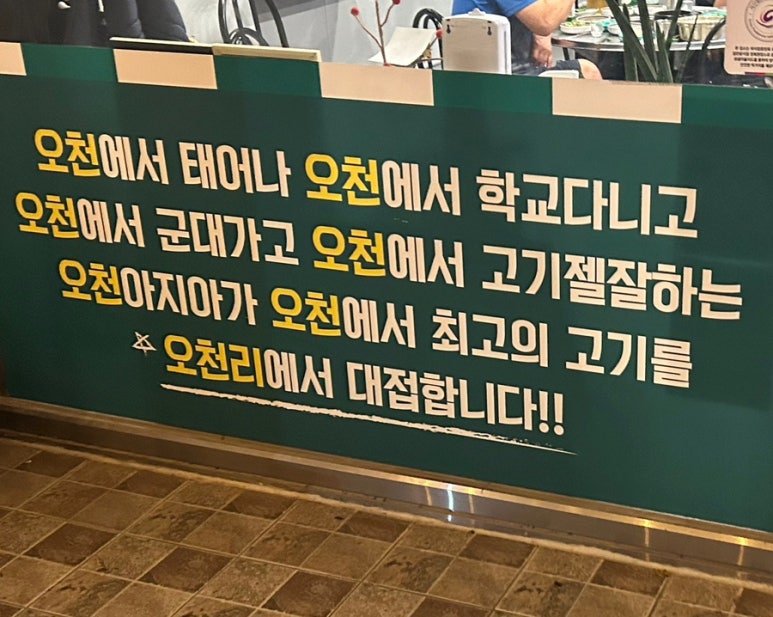 오천에서 태어나 오천에서 학교다니고
오천에서 군대가고 오천에서 고기젤잘하는
오천아지아가 오천에서 최고의 고기를
오천리에서 대접합니다!!